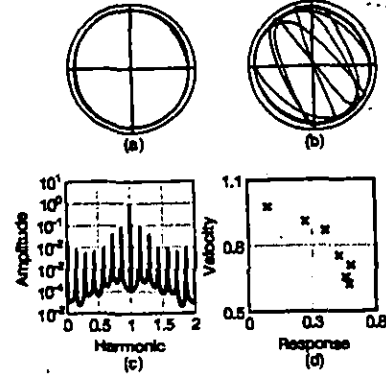 (a) (b)
10¹ 1.1
10⁰
10⁻¹
10⁻² 0.8
10⁻³
10⁻⁴
10⁻⁵ 0.5
Amplitude
Velocity
0 0.5 1 1.5 2 0 0.3 0.6
Harmonic Response
(c) (d)